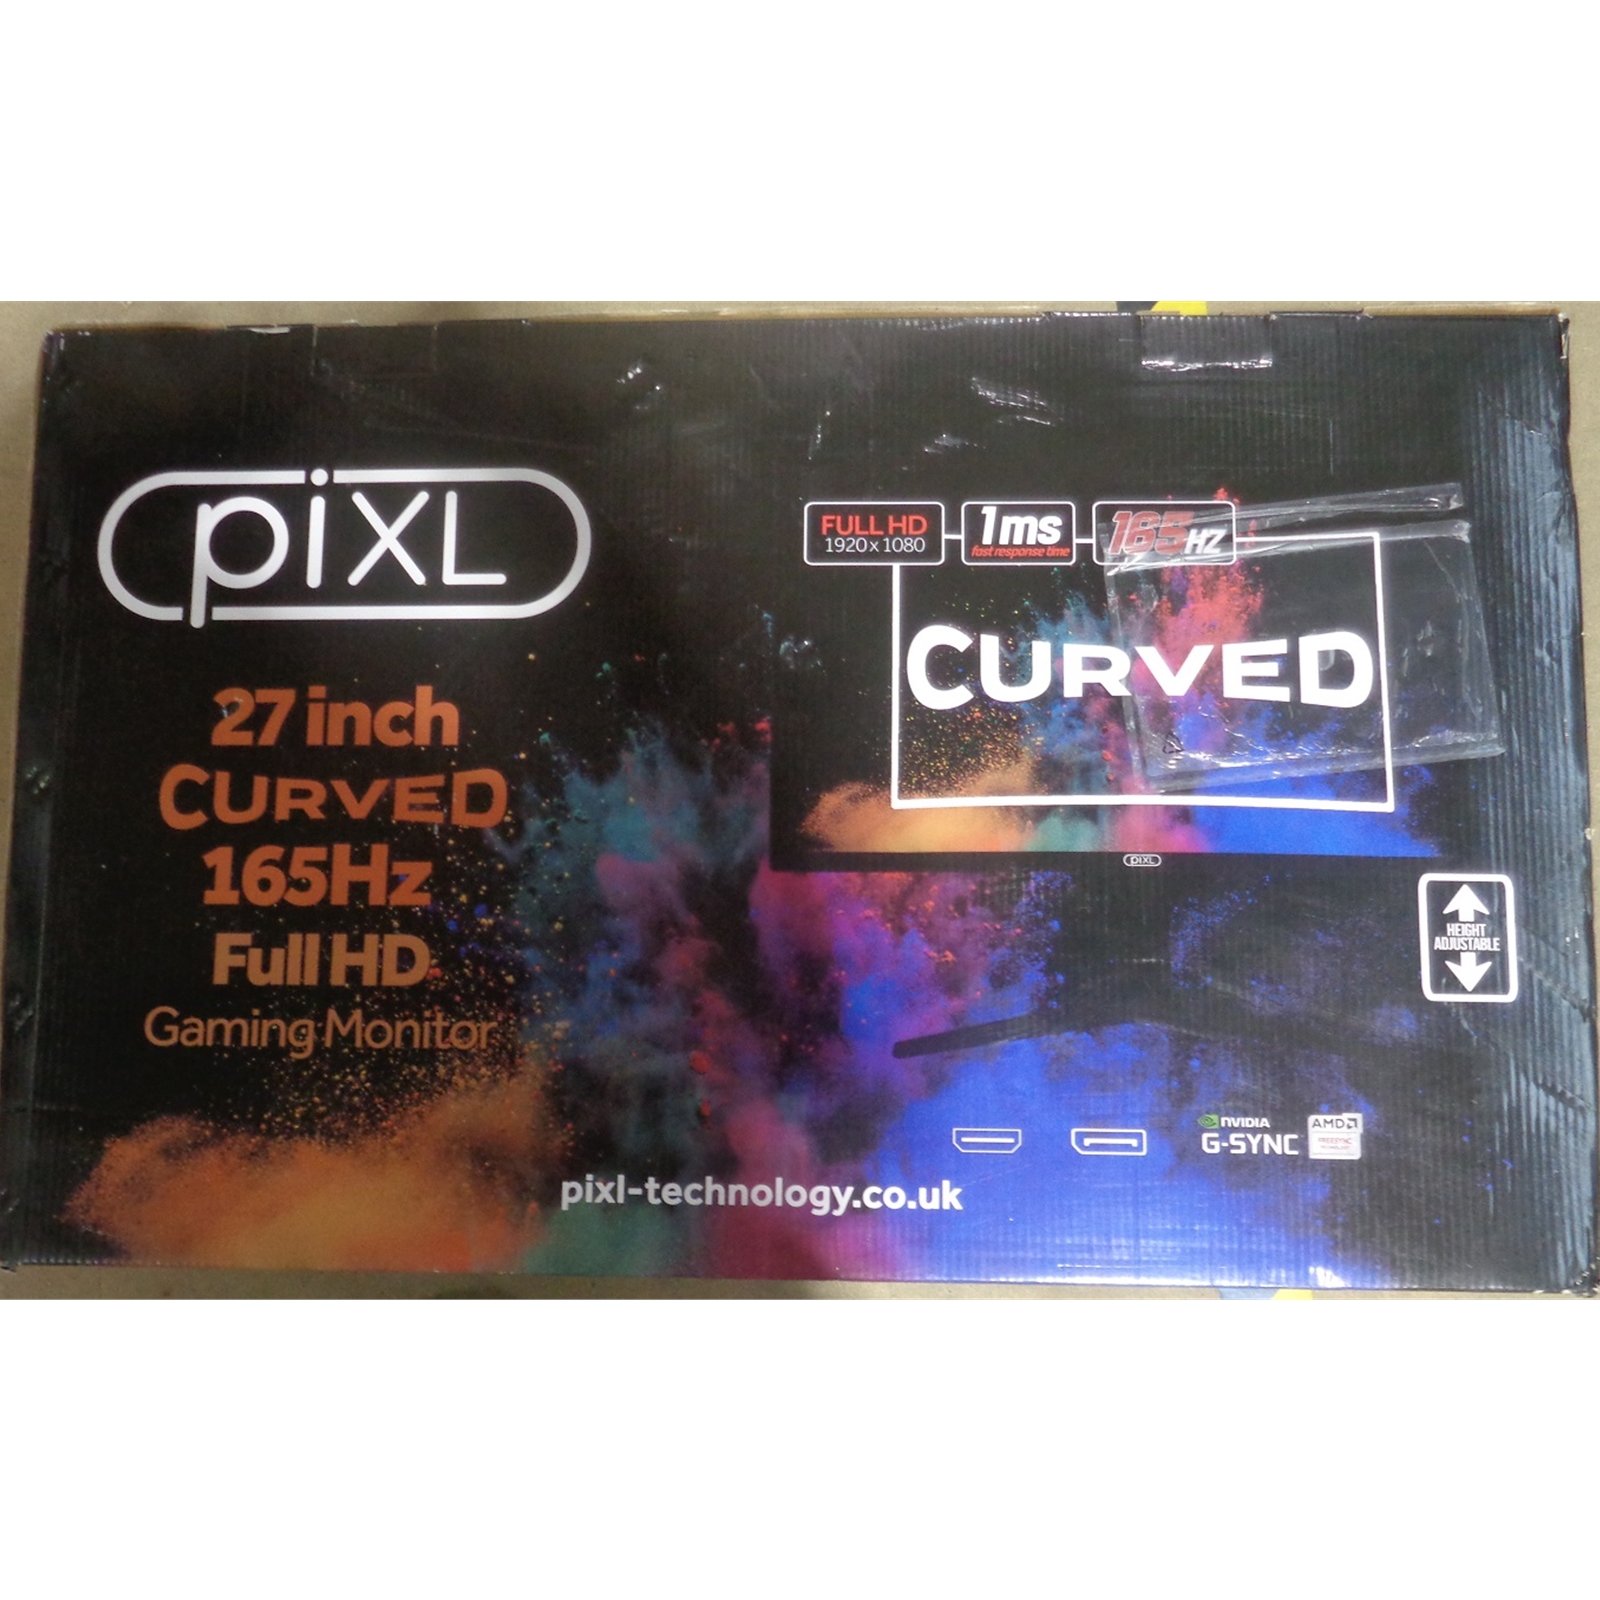 piXL
27 inch
CURVED
165Hz
Full HD
Gaming Monitor
FULL HD
1920 x 1080
1ms
fast response time
165HZ
CURVED
piXL
HEIGHT
ADJUSTABLE
NVIDIA
G-SYNC
AMD
FREESYNC
pixl-technology.co.uk